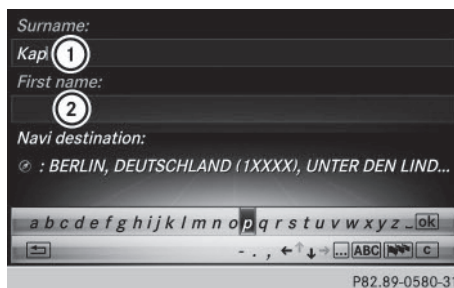 Surname:
Kap 1
First name:
2
Navi destination:
: BERLIN, DEUTSCHLAND (1XXXX), UNTER DEN LIND...
a b c d e f g h i j k l m n o p q r s t u v w x y z _ ok
- . , ←↑↓→ ... ABC C
P82.89-0580-31